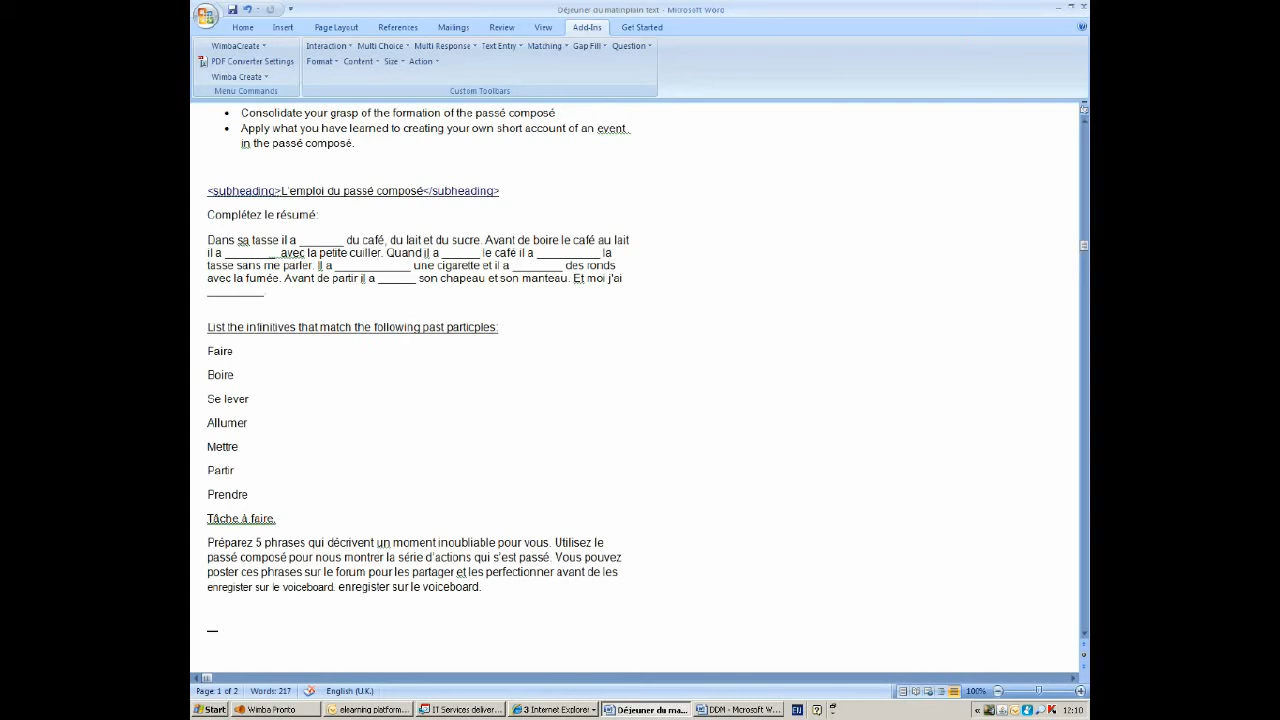 Déjeuner du matinplain text - Microsoft Word
Home Insert Page Layout References Mailings Review View Add-Ins Get Started
WimbaCreate Interaction Multi Choice Multi Response Text Entry Matching Gap Fill Question
PDF Converter Settings Format Content Size Action
Wimba Create
Menu Commands Custom Toolbars
• Consolidate your grasp of the formation of the passé composé
• Apply what you have learned to creating your own short account of an event,
in the passé composé.
<subheading>L'emploi du passé composé</subheading>
Complétez le résumé:
Dans sa tasse il a _______ du café, du lait et du sucre. Avant de boire le café au lait
il a _________ avec la petite cuiller. Quand il a ______ le café il a __________ la
tasse sans me parler. Il a ____________ une cigarette et il a ________ des ronds
avec la fumée. Avant de partir il a ______ son chapeau et son manteau. Et moi j'ai
_________
List the infinitives that match the following past particples:
Faire
Boire
Se lever
Allumer
Mettre
Partir
Prendre
Tâche à faire.
Préparez 5 phrases qui décrivent un moment inoubliable pour vous. Utilisez le
passé composé pour nous montrer la série d'actions qui s'est passé. Vous pouvez
poster ces phrases sur le forum pour les partager et les perfectionner avant de les
enregister sur le voiceboard. enregister sur le voiceboard.
Page: 1 of 2 Words: 217 English (U.K.) 100%
Start Wimba Pronto elearning platform... IT Services deliver... 3 Internet Explorer Déjeuner du ma... DDM - Microsoft W... 12:10